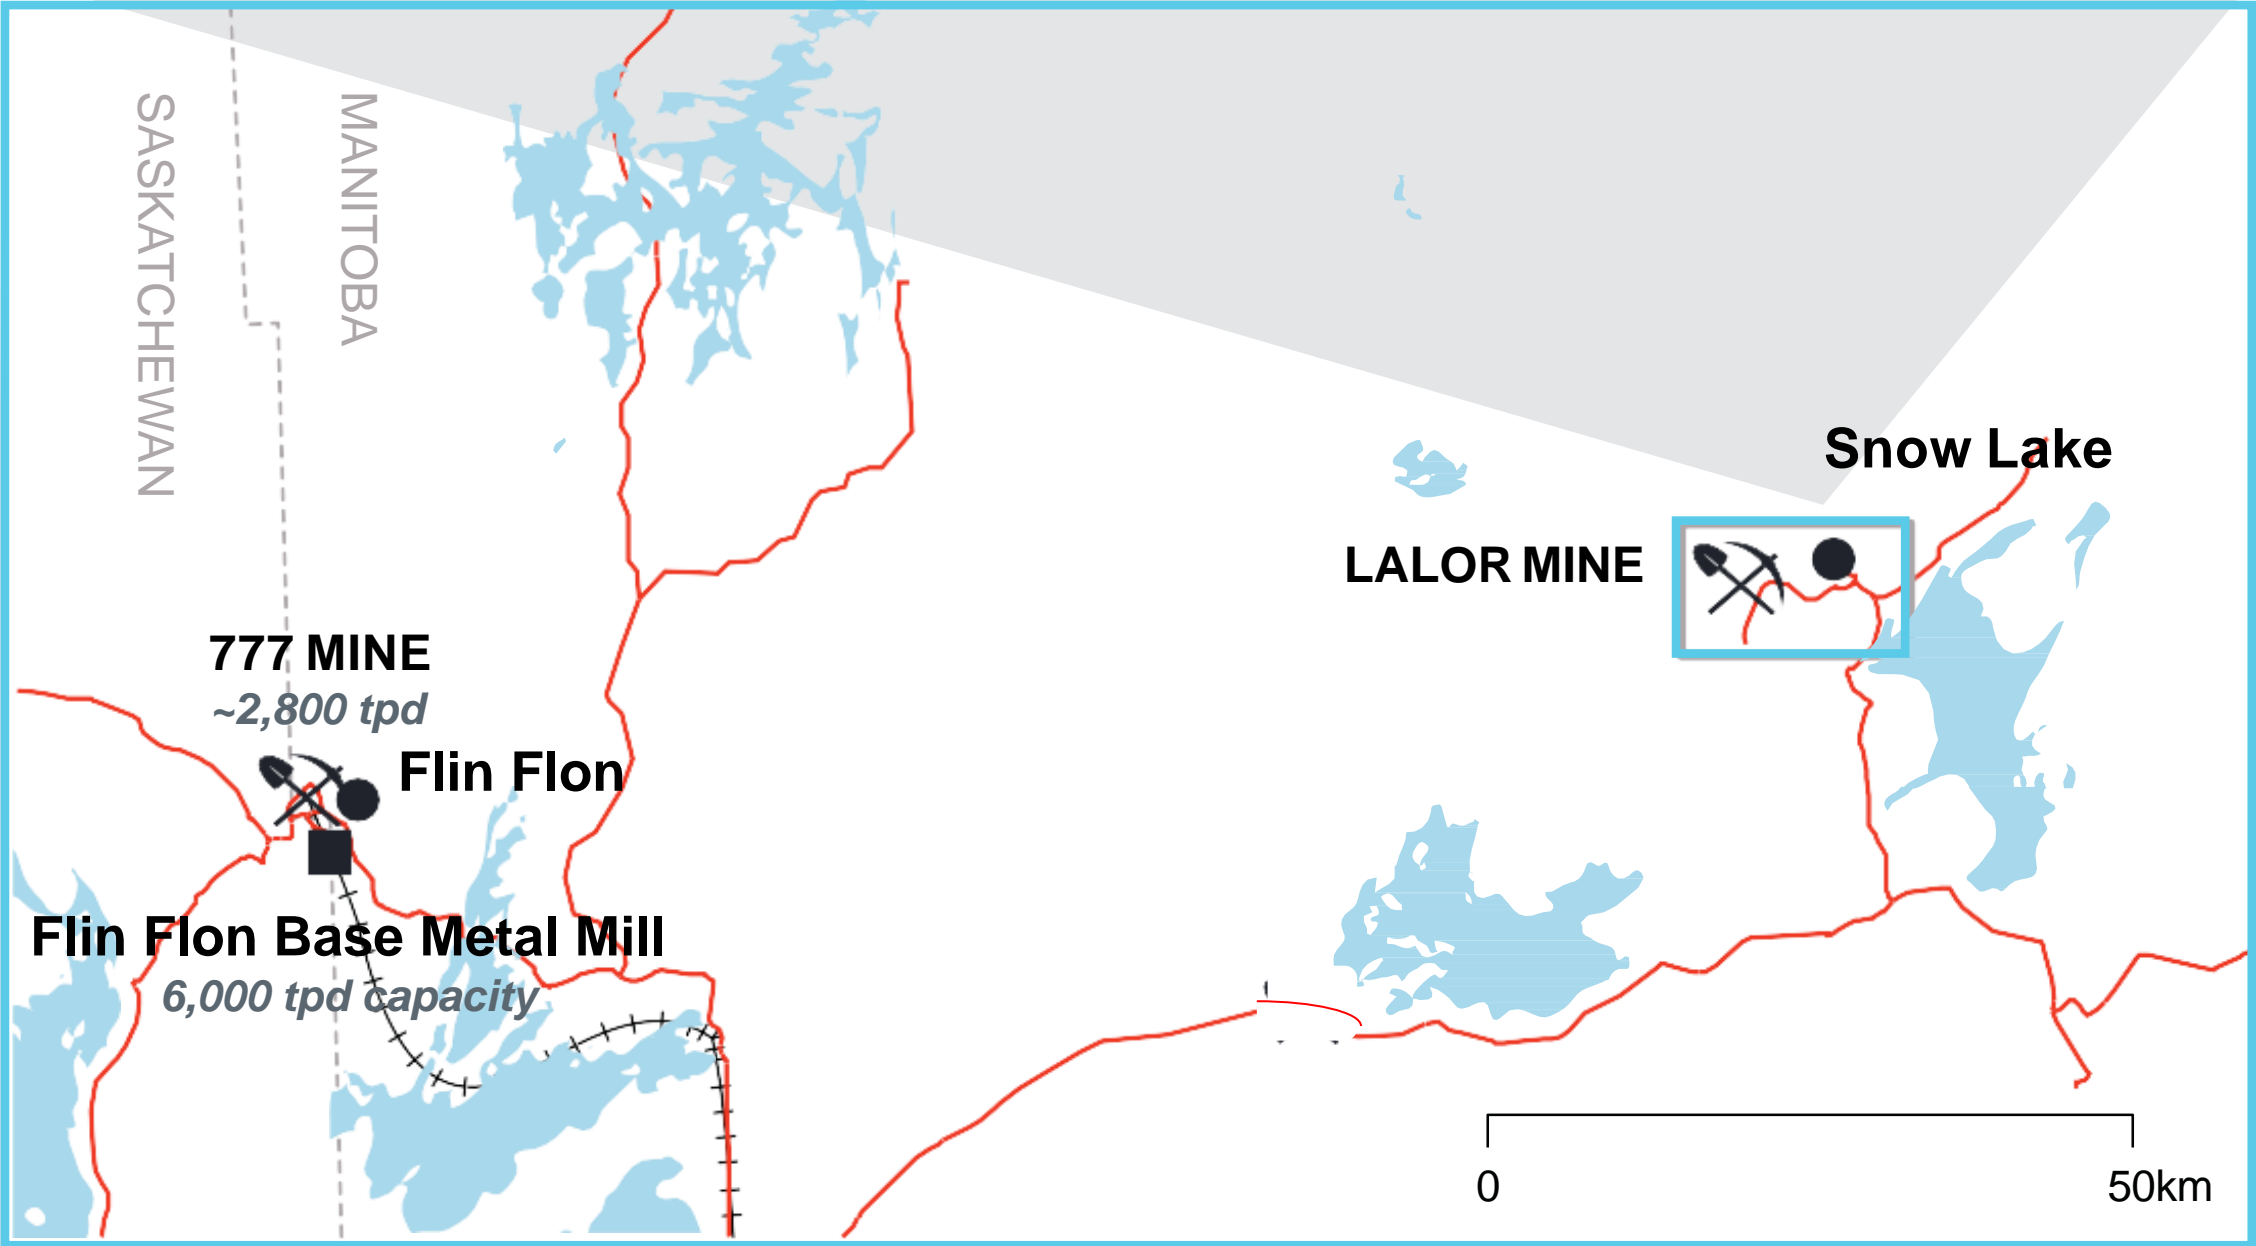 SASKATCHEWAN
MANITOBA
Snow Lake
LALOR MINE
777 MINE
~2,800 tpd
Flin Flon
Flin Flon Base Metal Mill
6,000 tpd capacity
0
50km